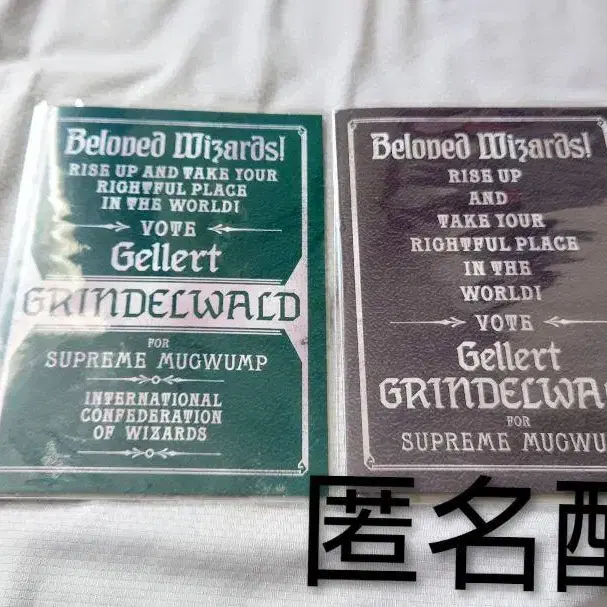 Beloved Wizards!
RISE UP AND TAKE YOUR
RIGHTFUL PLACE
IN THE WORLD!
VOTE
Gellert
GRINDELWALD
FOR
SUPREME MUGWUMP
INTERNATIONAL
CONFEDERATION
OF WIZARDS
Beloved Wizards!
RISE UP
AND
TAKE YOUR
RIGHTFUL PLACE
IN THE
WORLD!
VOTE
Gellert
GRINDELWA
FOR
SUPREME MUGWU
匿名配